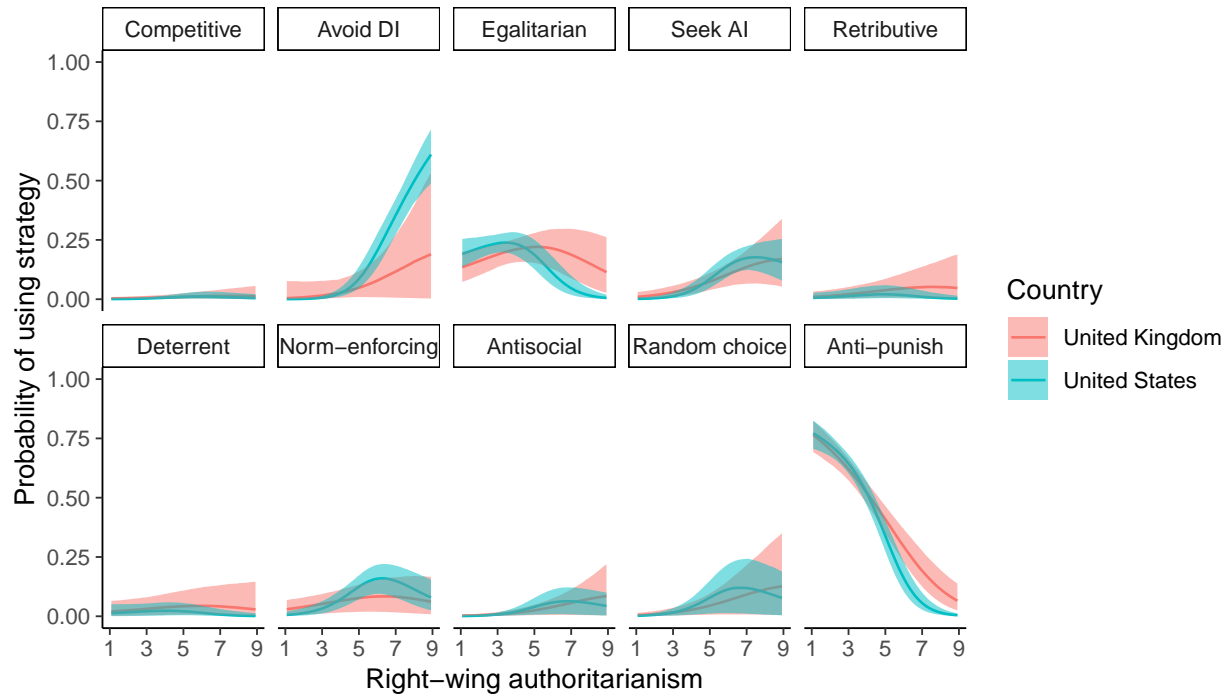 Competitive
Avoid DI
Egalitarian
Seek AI
Retributive
1.00
0.75
0.50
0.25
0.00
Deterrent
Norm−enforcing
Antisocial
Random choice
Anti−punish
1.00
0.75
0.50
0.25
0.00
1 3 5 7 9
1 3 5 7 9
1 3 5 7 9
1 3 5 7 9
1 3 5 7 9
Right−wing authoritarianism
Probability of using strategy
Country
United Kingdom
United States